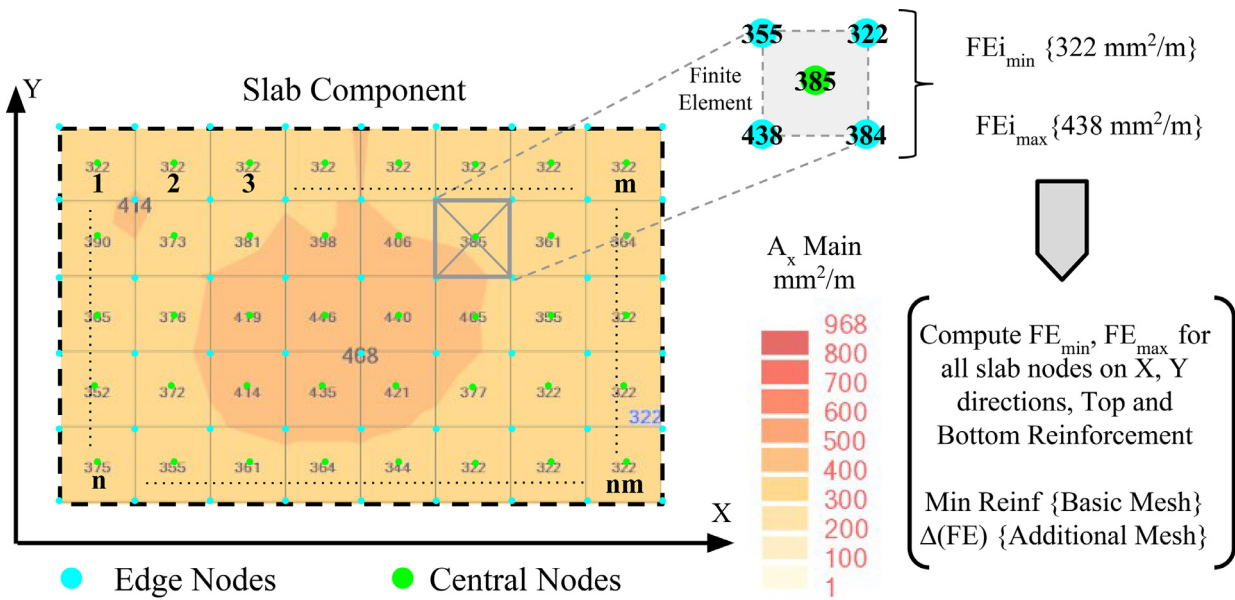 355
322
FEi_min {322 mm²/m}
385
Finite
Element
438
384
FEi_max {438 mm²/m}
Y
Slab Component
322 322 322 322 322 322 322 322
1 2 3 m
414
390 373 381 398 406 385 361 364
376 419 446 440 355 322
468
352 372 414 435 421 377 322 322
322
375 355 361 364 344 322 322 322
n nm
X
Edge Nodes
Central Nodes
A_x Main
mm²/m
968
800
700
600
500
400
300
200
100
1
Compute FE_min, FE_max for
all slab nodes on X, Y
directions, Top and
Bottom Reinforcement
Min Reinf {Basic Mesh}
Δ(FE) {Additional Mesh}